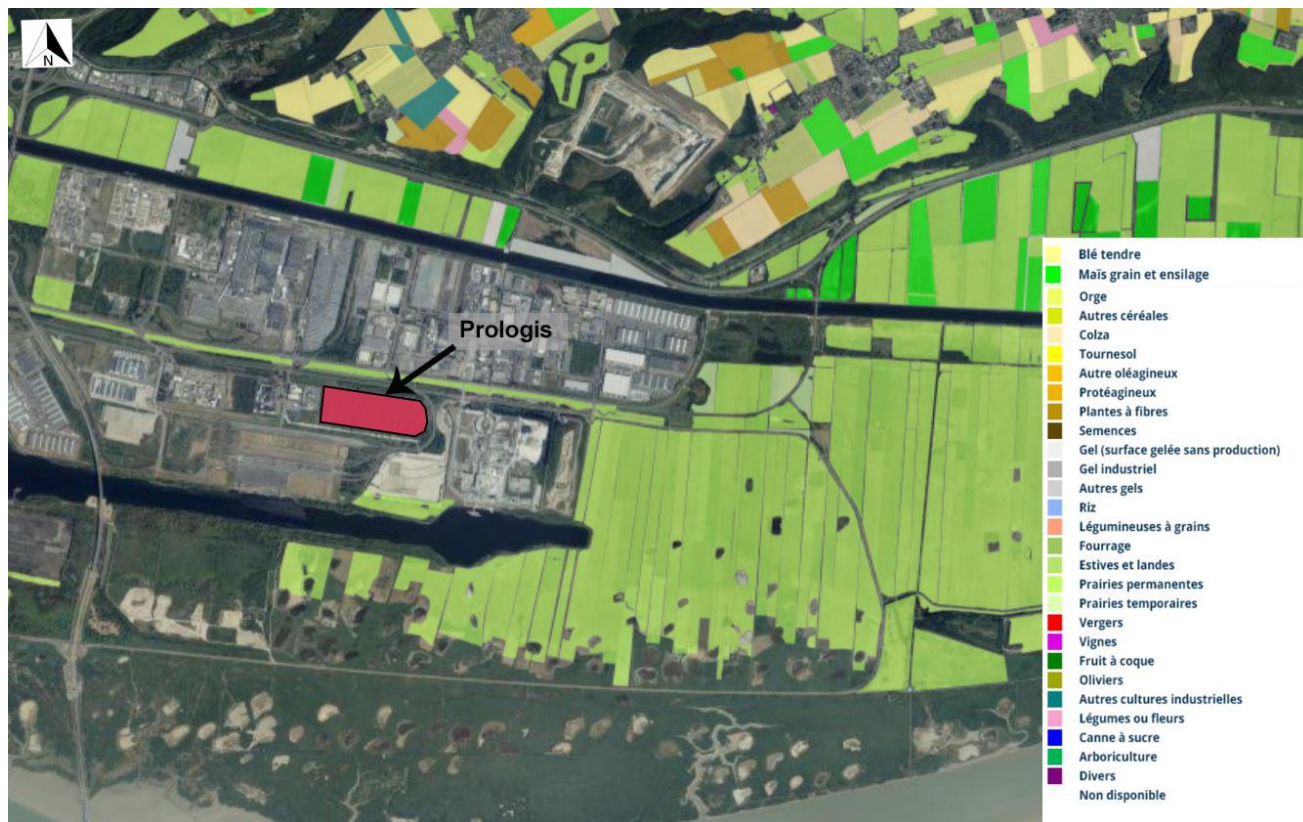 N
Prologis
Blé tendre
Maïs grain et ensilage
Orge
Autres céréales
Colza
Tournesol
Autre oléagineux
Protéagineux
Plantes à fibres
Semences
Gel (surface gelée sans production)
Gel industriel
Autres gels
Riz
Légumineuses à grains
Fourrage
Estives et landes
Prairies permanentes
Prairies temporaires
Vergers
Vignes
Fruit à coque
Oliviers
Autres cultures industrielles
Légumes ou fleurs
Canne à sucre
Arboriculture
Divers
Non disponible